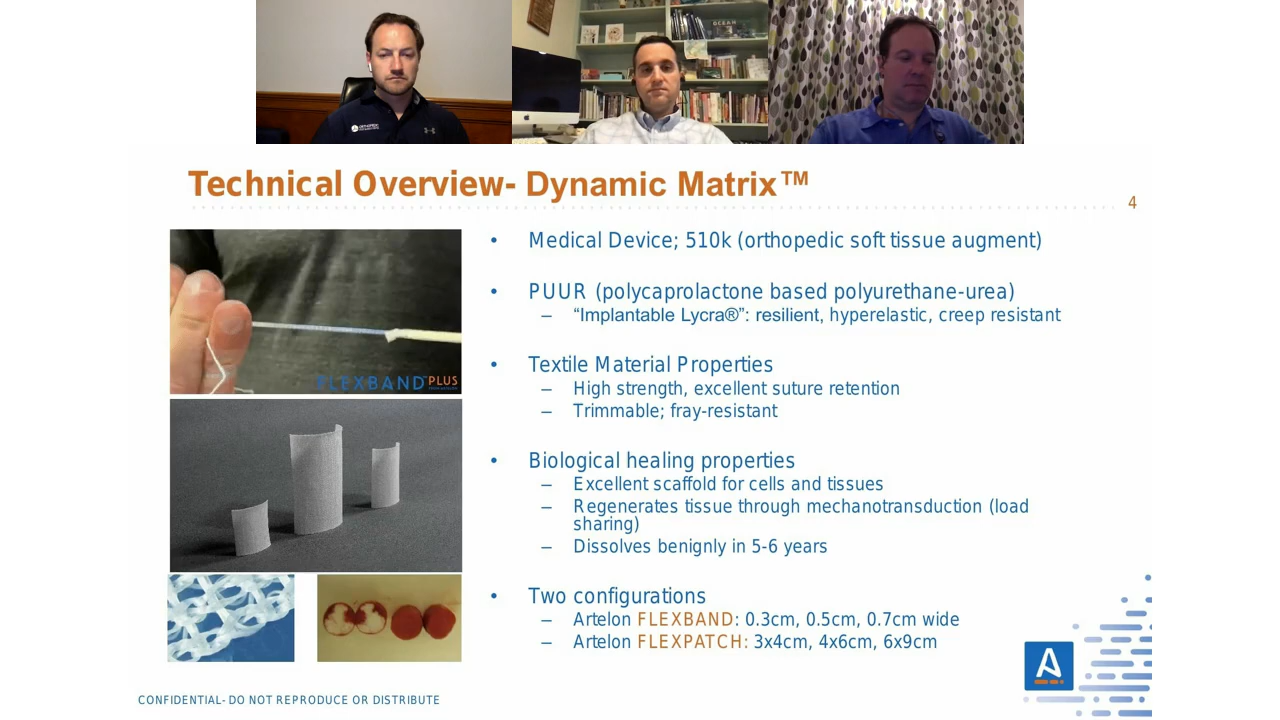 OCEAN
Technical Overview- Dynamic Matrix™
4
• Medical Device; 510k (orthopedic soft tissue augment)
• PUUR (polycaprolactone based polyurethane-urea)
– “Implantable Lycra®”: resilient, hyperelastic, creep resistant
• Textile Material Properties
– High strength, excellent suture retention
– Trimmable; fray-resistant
• Biological healing properties
– Excellent scaffold for cells and tissues
– Regenerates tissue through mechanotransduction (load
sharing)
– Dissolves benignly in 5-6 years
• Two configurations
– Artelon FLEXBAND: 0.3cm, 0.5cm, 0.7cm wide
– Artelon FLEXPATCH: 3x4cm, 4x6cm, 6x9cm
FLEXBAND PLUS
A
CONFIDENTIAL- DO NOT REPRODUCE OR DISTRIBUTE